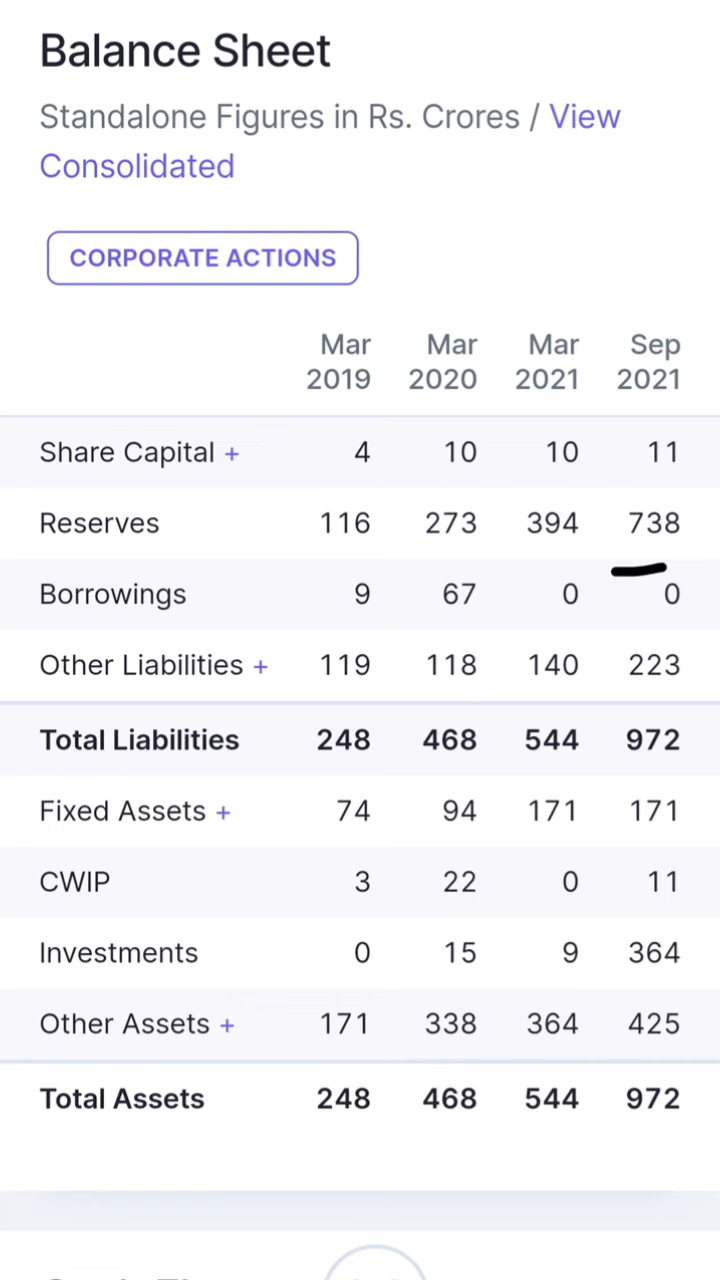 Balance Sheet
Standalone Figures in Rs. Crores / View
Consolidated
CORPORATE ACTIONS
Mar Mar Mar Sep
2019 2020 2021 2021
Share Capital + 4 10 10 11
Reserves 116 273 394 738
Borrowings 9 67 0 0
Other Liabilities + 119 118 140 223
Total Liabilities 248 468 544 972
Fixed Assets + 74 94 171 171
CWIP 3 22 0 11
Investments 0 15 9 364
Other Assets + 171 338 364 425
Total Assets 248 468 544 972